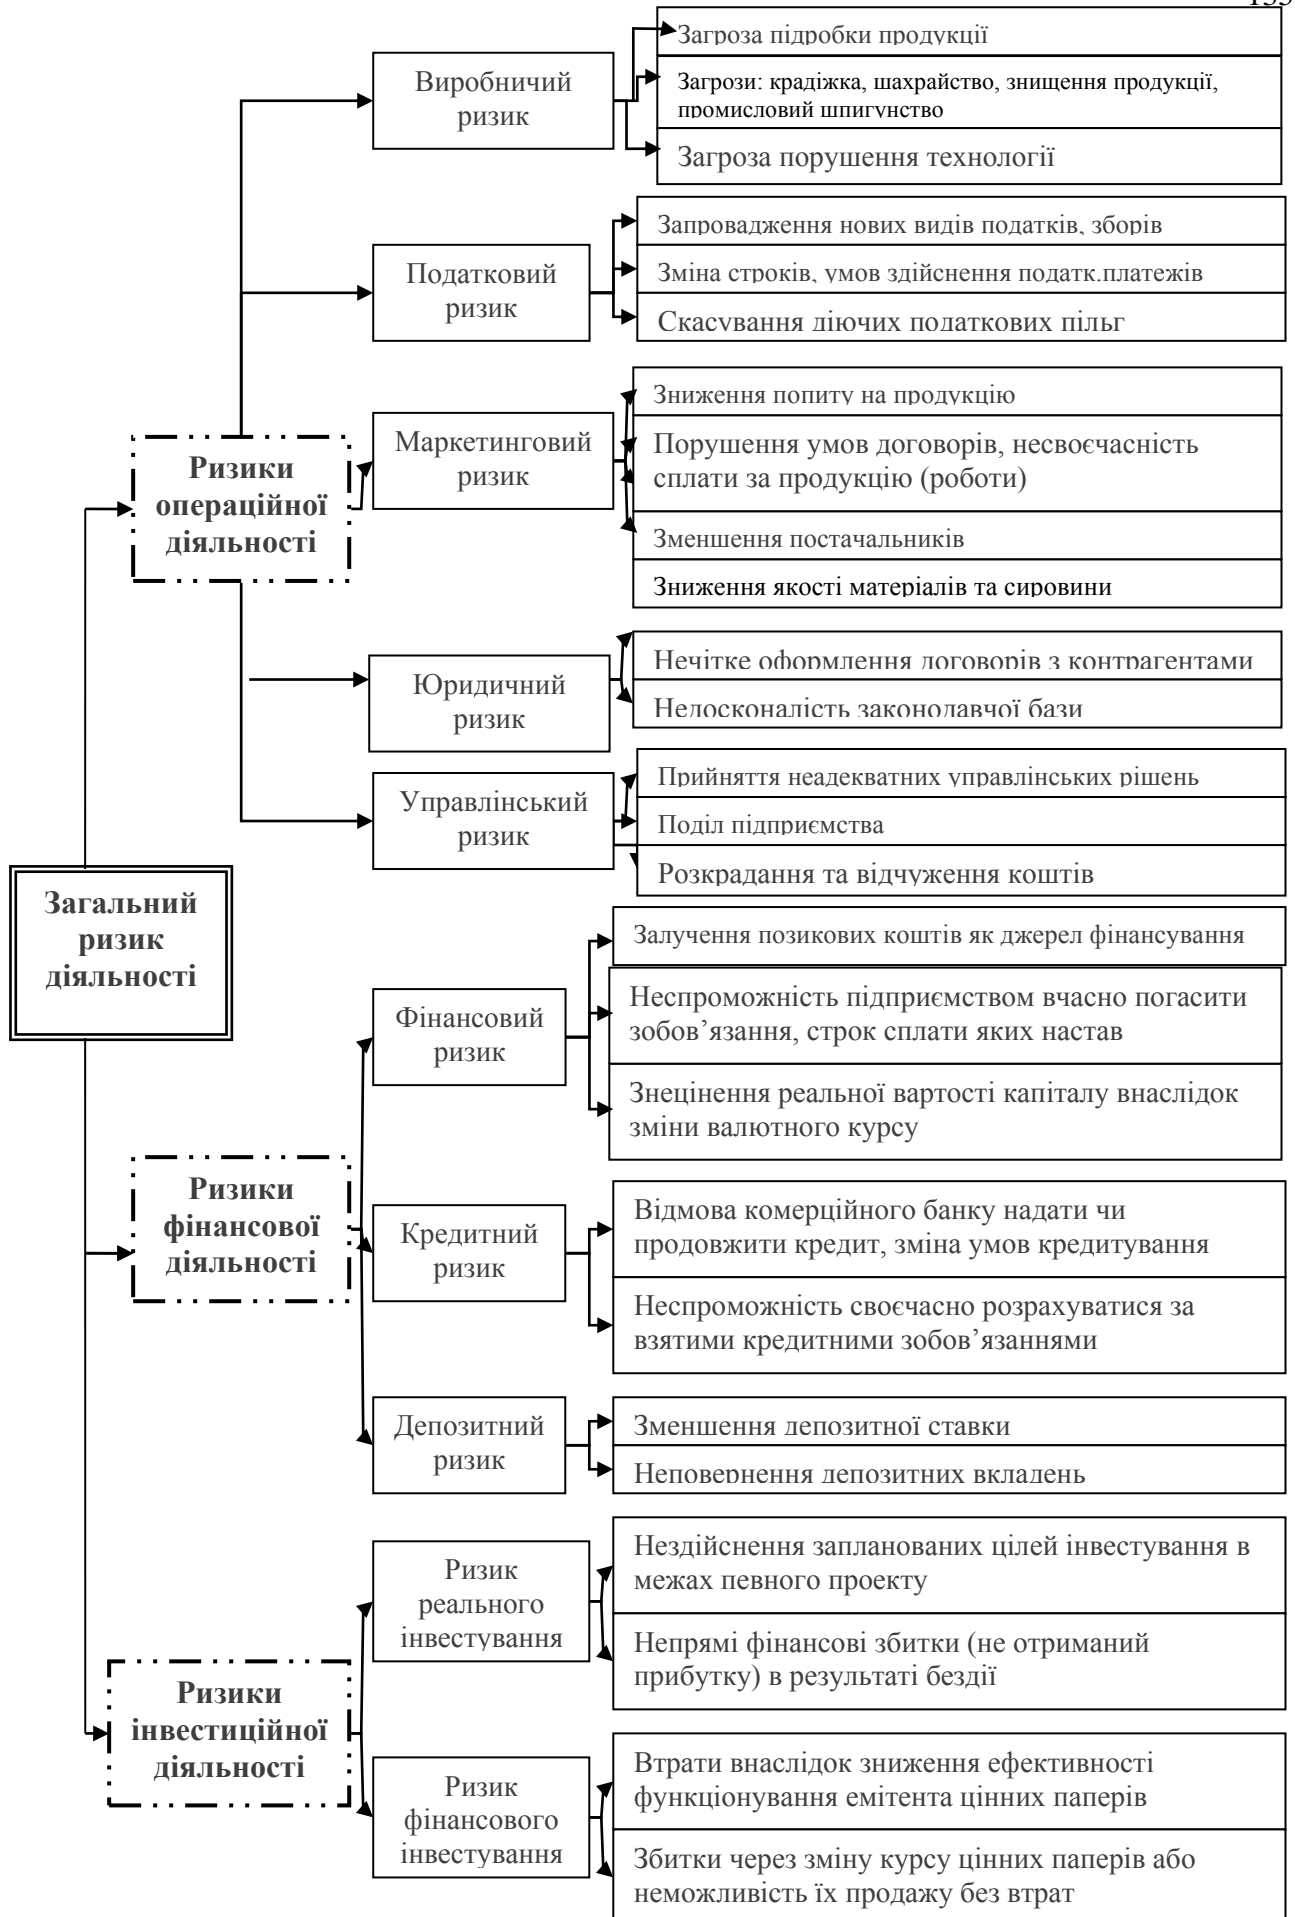 Загроза підробки продукції
Виробничий
ризик
Загрози: крадіжка, шахрайство, знищення продукції,
промисловий шпигунство
Загроза порушення технології
Запровадження нових видів податків, зборів
Податковий
ризик
Зміна строків, умов здійснення податк.платежів
Скасування діючих податкових пільг
Зниження попиту на продукцію
Маркетинговий
ризик
Порушення умов договорів, несвоєчасність
сплати за продукцію (роботи)
Ризики
операційної
діяльності
Зменшення постачальників
Зниження якості матеріалів та сировини
Нечітке оформлення договорів з контрагентами
Юридичний
ризик
Недосконалість законодавчої бази
Прийняття неадекватних управлінських рішень
Управлінський
ризик
Поділ підприємства
Розкрадання та відчуження коштів
Загальний
ризик
діяльності
Залучення позикових коштів як джерел фінансування
Фінансовий
ризик
Неспроможність підприємством вчасно погасити
зобов’язання, строк сплати яких настав
Знецінення реальної вартості капіталу внаслідок
зміни валютного курсу
Ризики
фінансової
діяльності
Кредитний
ризик
Відмова комерційного банку надати чи
продовжити кредит, зміна умов кредитування
Неспроможність своєчасно розрахуватися за
взятими кредитними зобов’язаннями
Депозитний
ризик
Зменшення депозитної ставки
Неповернення депозитних вкладень
Ризик
реального
інвестування
Нездійснення запланованих цілей інвестування в
межах певного проекту
Непрямі фінансові збитки (не отриманий
прибутку) в результаті бездії
Ризики
інвестиційної
діяльності
Ризик
фінансового
інвестування
Втрати внаслідок зниження ефективності
функціонування емітента цінних паперів
Збитки через зміну курсу цінних паперів або
неможливість їх продажу без втрат